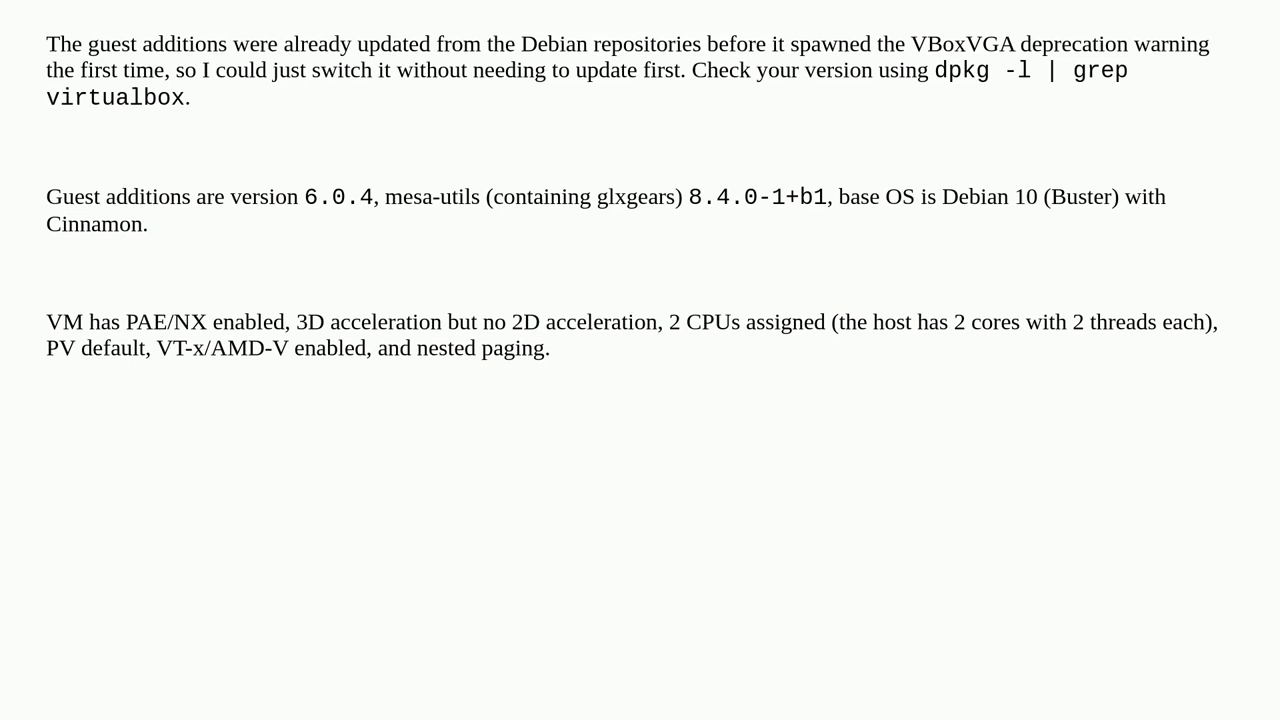 The guest additions were already updated from the Debian repositories before it spawned the VBoxVGA deprecation warning
the first time, so I could just switch it without needing to update first. Check your version using dpkg -l | grep
virtualbox.
Guest additions are version 6.0.4, mesa-utils (containing glxgears) 8.4.0-1+b1, base OS is Debian 10 (Buster) with
Cinnamon.
VM has PAE/NX enabled, 3D acceleration but no 2D acceleration, 2 CPUs assigned (the host has 2 cores with 2 threads each),
PV default, VT-x/AMD-V enabled, and nested paging.